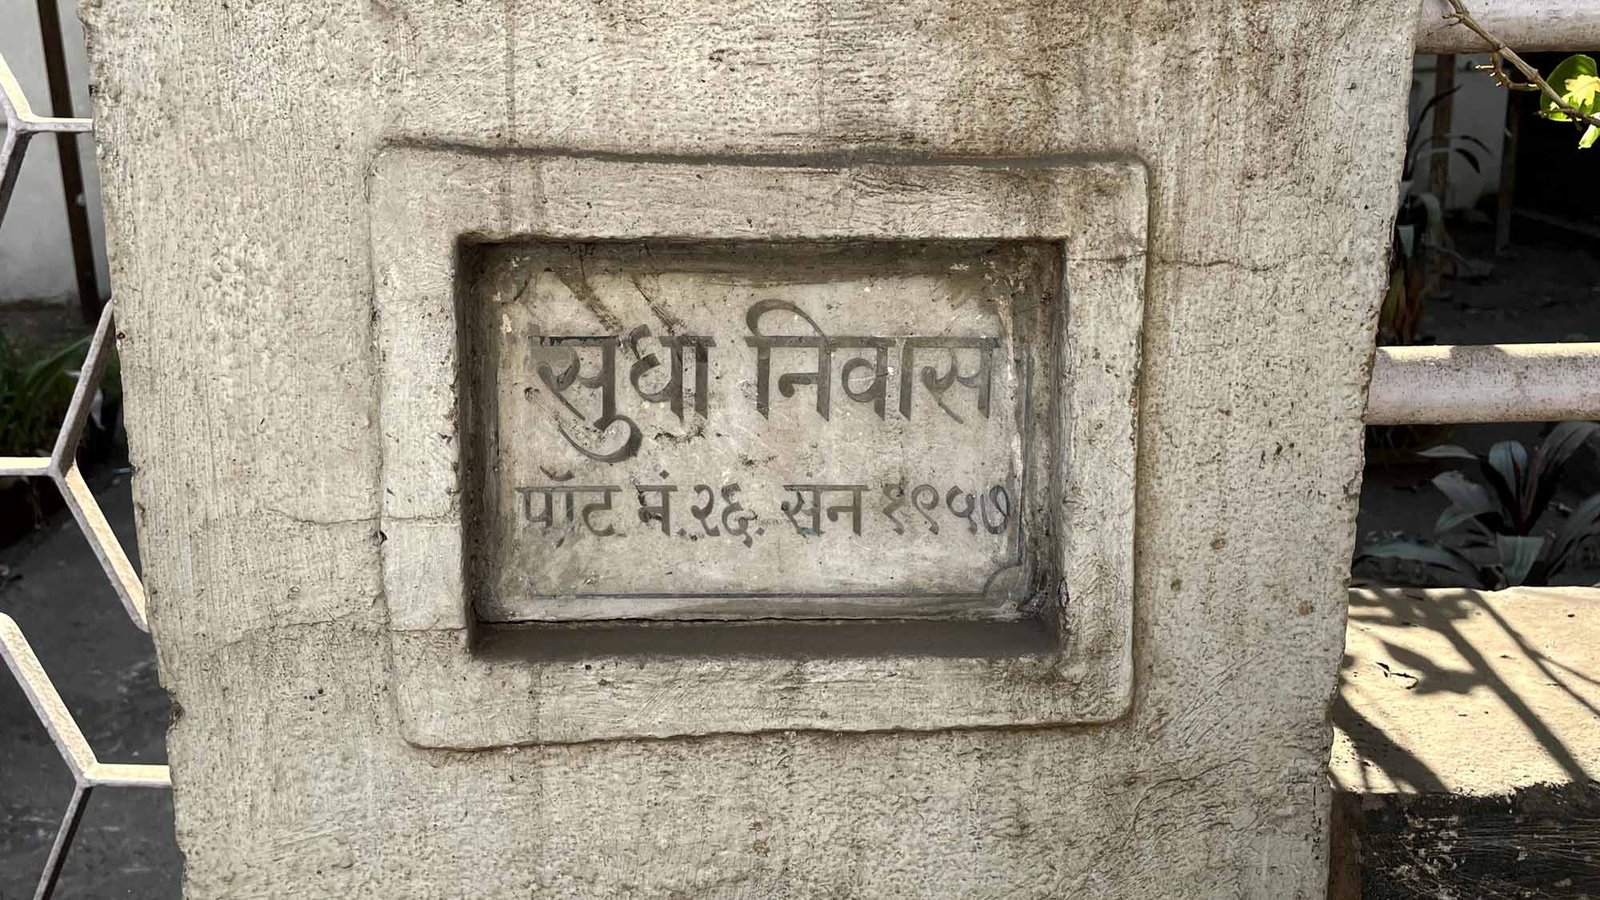 सुधा निवास
पॉट नं. २६. सन १९५७